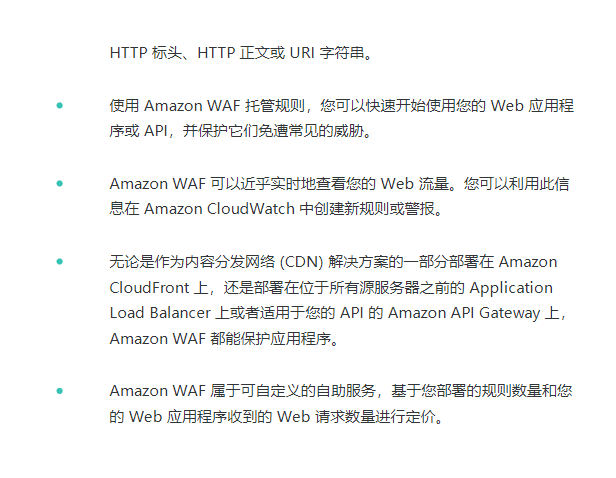 HTTP 标头、HTTP 正文或 URI 字符串。
使用 Amazon WAF 托管规则，您可以快速开始使用您的 Web 应用程
序或 API，并保护它们免遭常见的威胁。
Amazon WAF 可以近乎实时地查看您的 Web 流量。您可以利用此信
息在 Amazon CloudWatch 中创建新规则或警报。
无论是作为内容分发网络 (CDN) 解决方案的一部分部署在 Amazon
CloudFront 上，还是部署在位于所有源服务器之前的 Application
Load Balancer 上或者适用于您的 API 的 Amazon API Gateway 上，
Amazon WAF 都能保护应用程序。
Amazon WAF 属于可自定义的自助服务，基于您部署的规则数量和您
的 Web 应用程序收到的 Web 请求数量进行定价。